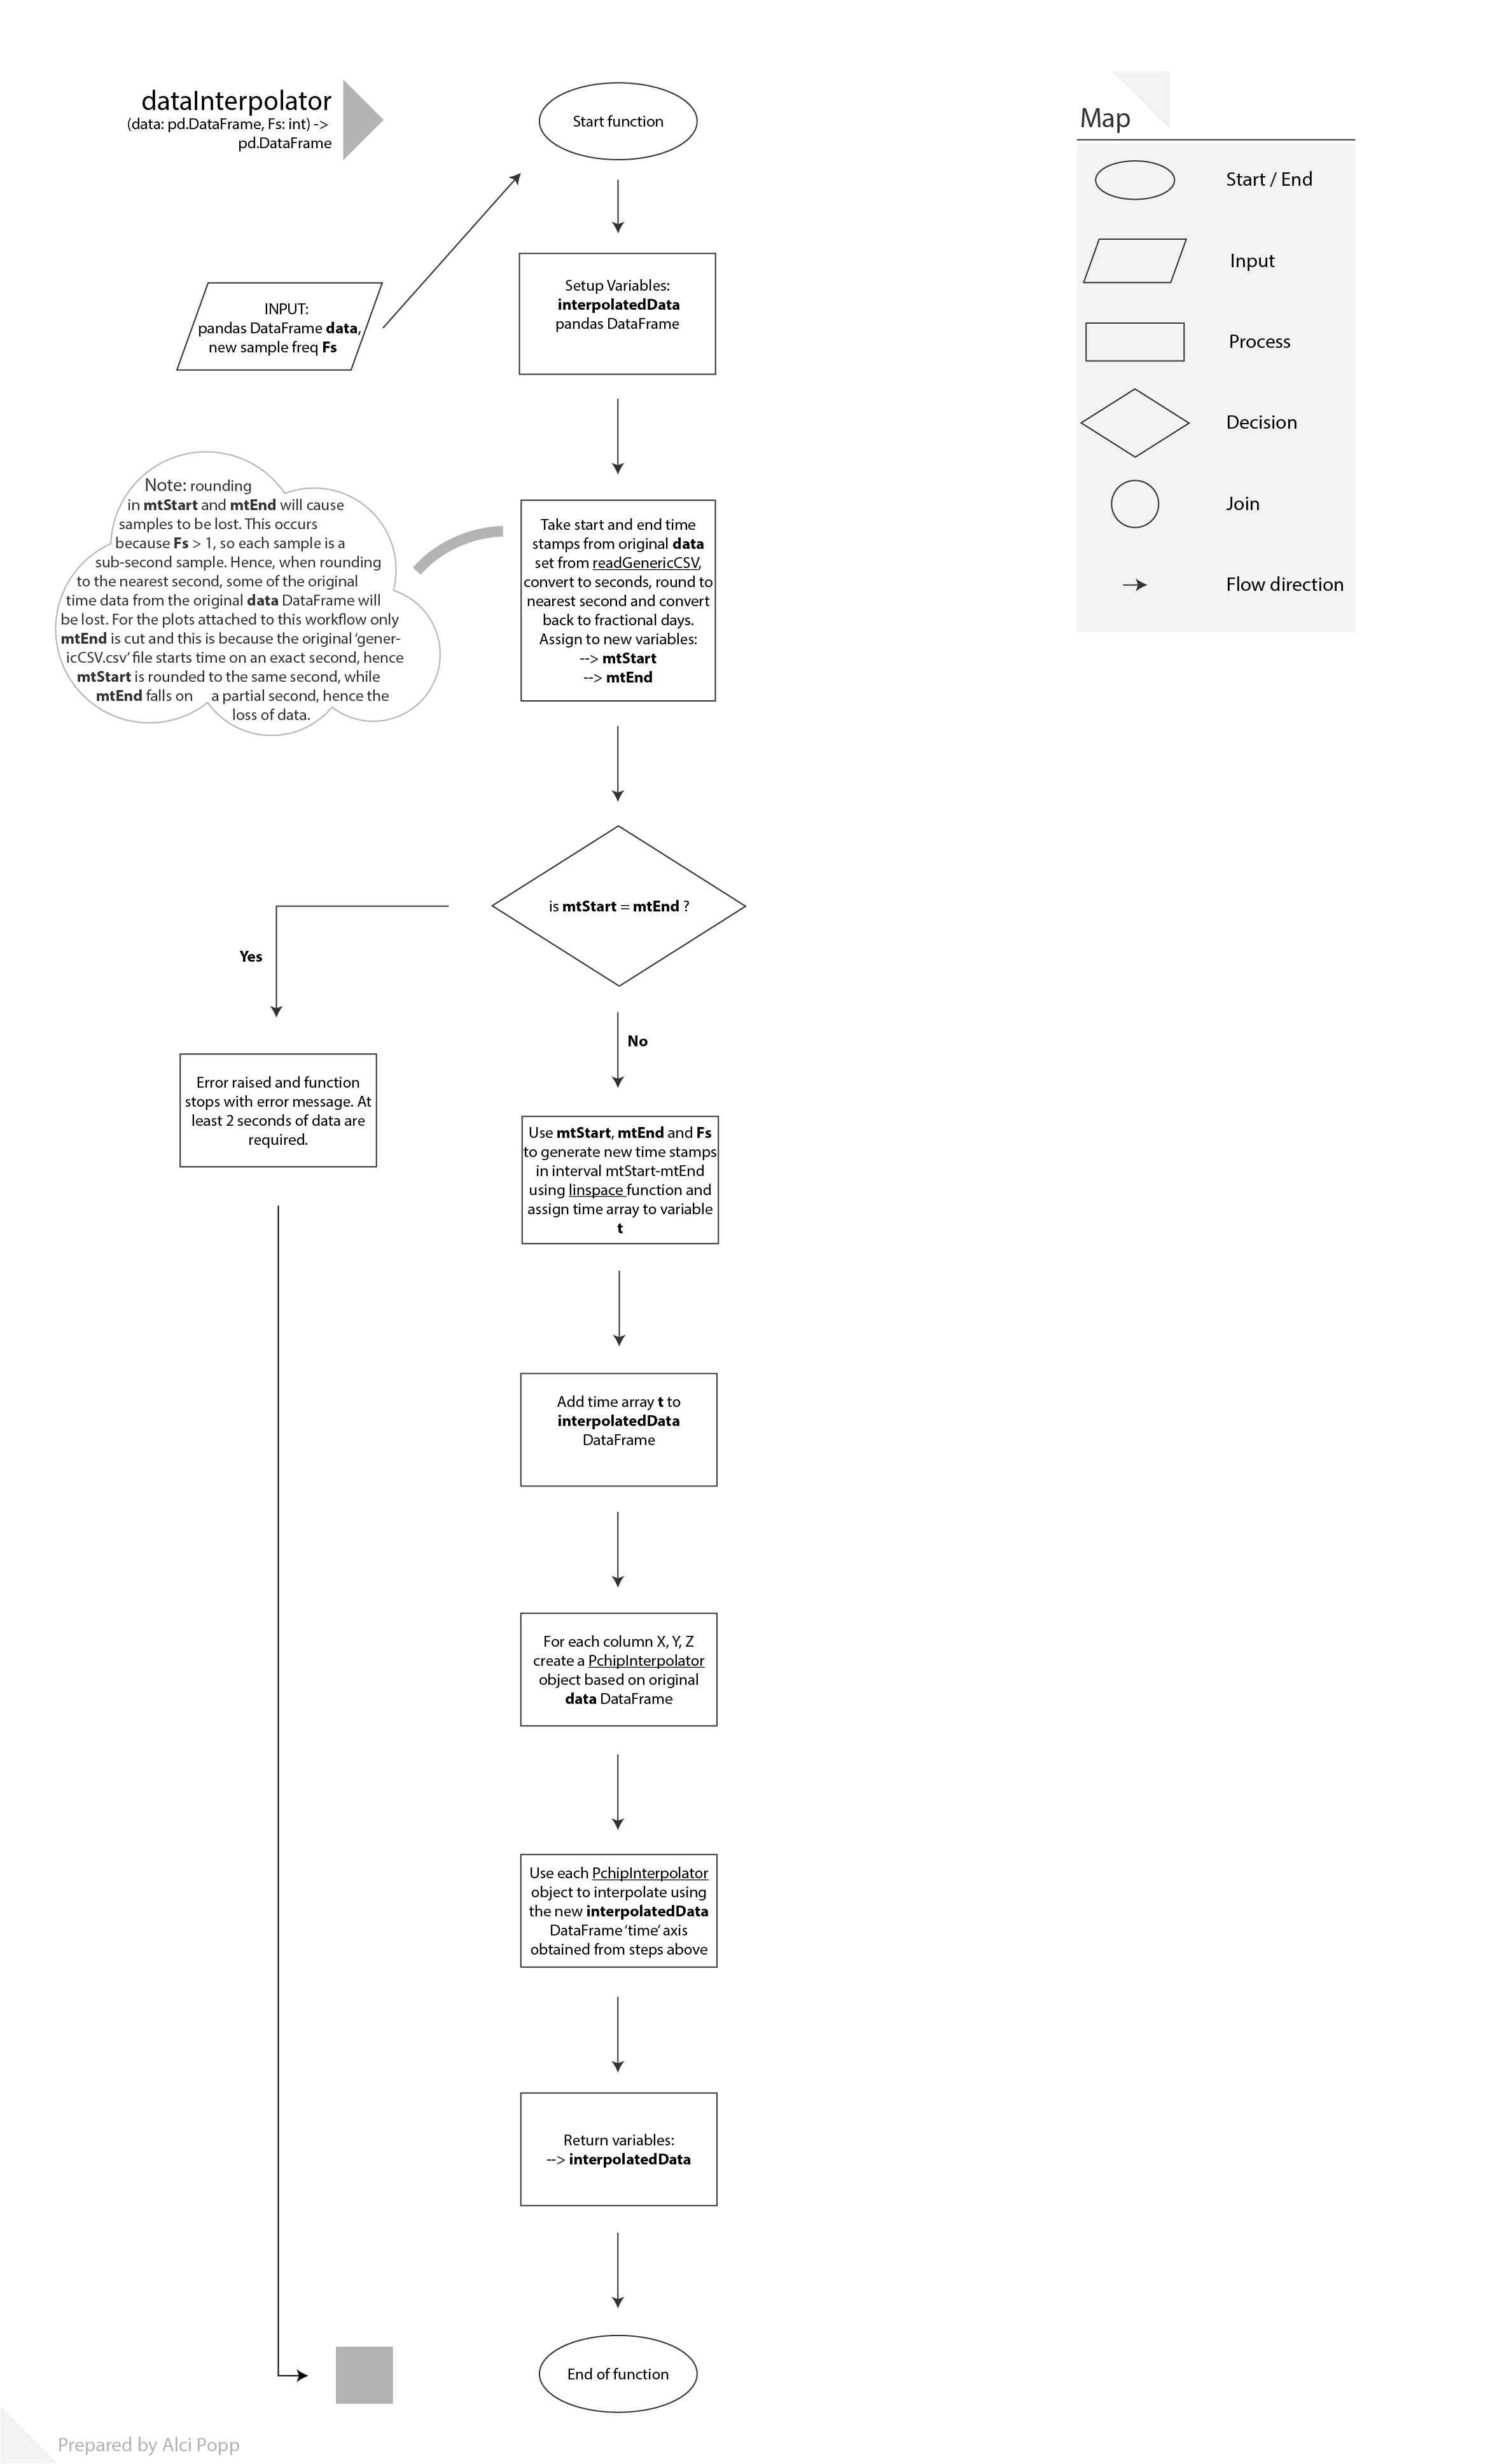 dataInterpolator
(data: pd.DataFrame, Fs: int) ->
pd.DataFrame
Start function
INPUT:
pandas DataFrame data,
new sample freq Fs
Setup Variables:
interpolatedData
pandas DataFrame
Note: rounding
in mtStart and mtEnd will cause
samples to be lost. This occurs
because Fs > 1, so each sample is a
sub-second sample. Hence, when rounding
to the nearest second, some of the original
time data from the original data DataFrame will
be lost. For the plots attached to this workflow only
mtEnd is cut and this is because the original 'gener-
icCSV.csv' file starts time on an exact second, hence
mtStart is rounded to the same second, while
mtEnd falls on a partial second, hence the
loss of data.
Take start and end time
stamps from original data
set from readGenericCSV,
convert to seconds, round to
nearest second and convert
back to fractional days.
Assign to new variables:
--> mtStart
--> mtEnd
is mtStart = mtEnd ?
Yes
No
Error raised and function
stops with error message. At
least 2 seconds of data are
required.
Use mtStart, mtEnd and Fs
to generate new time stamps
in interval mtStart-mtEnd
using linspace function and
assign time array to variable
t
Add time array t to
interpolatedData
DataFrame
For each column X, Y, Z
create a PchipInterpolator
object based on original
data DataFrame
Use each PchipInterpolator
object to interpolate using
the new interpolatedData
DataFrame 'time' axis
obtained from steps above
Return variables:
--> interpolatedData
End of function
Map
Start / End
Input
Process
Decision
Join
Flow direction
Prepared by Alci Popp